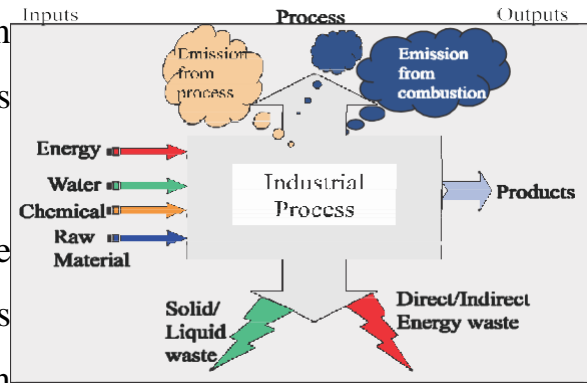 Inputs
Process
Outputs
Emission
from
process
Emission
from
combustion
Energy
Water
Chemical
Raw
Material
Industrial
Process
Products
Solid/
Liquid
waste
Direct/Indirect
Energy waste